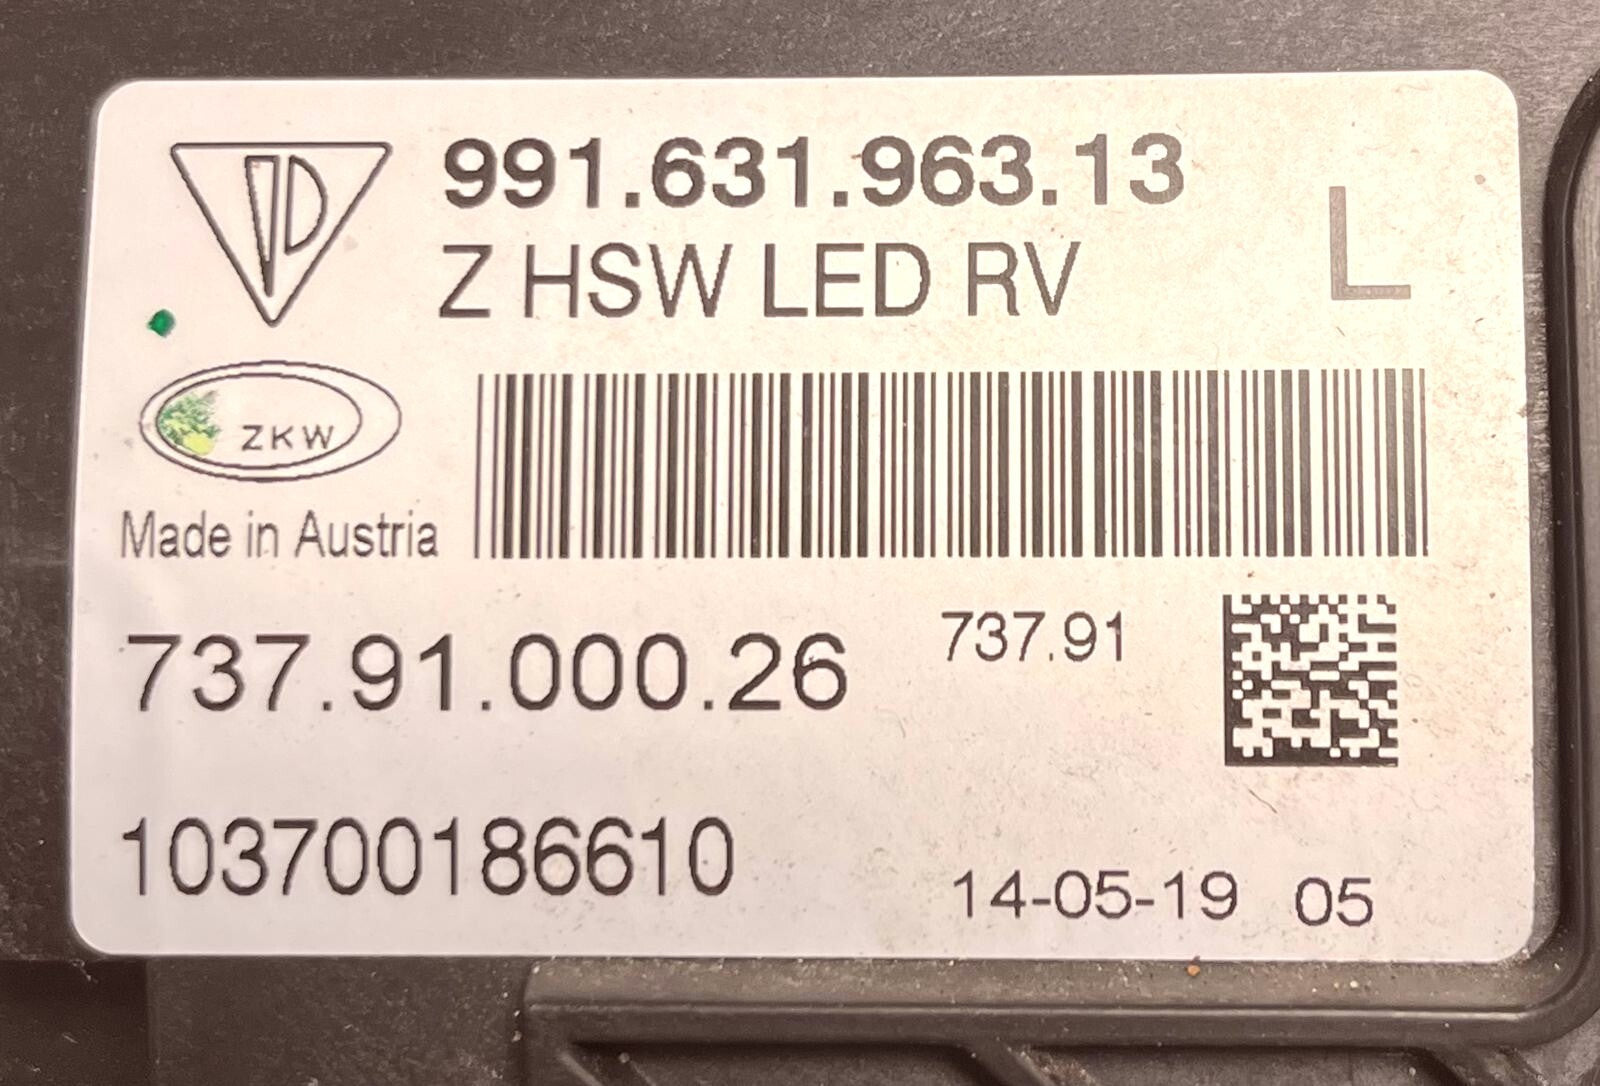 991.631.963.13
Z HSW LED RV
L
ZKW
Made in Austria
737.91.000.26
737.91
103700186610
14-05-19 05